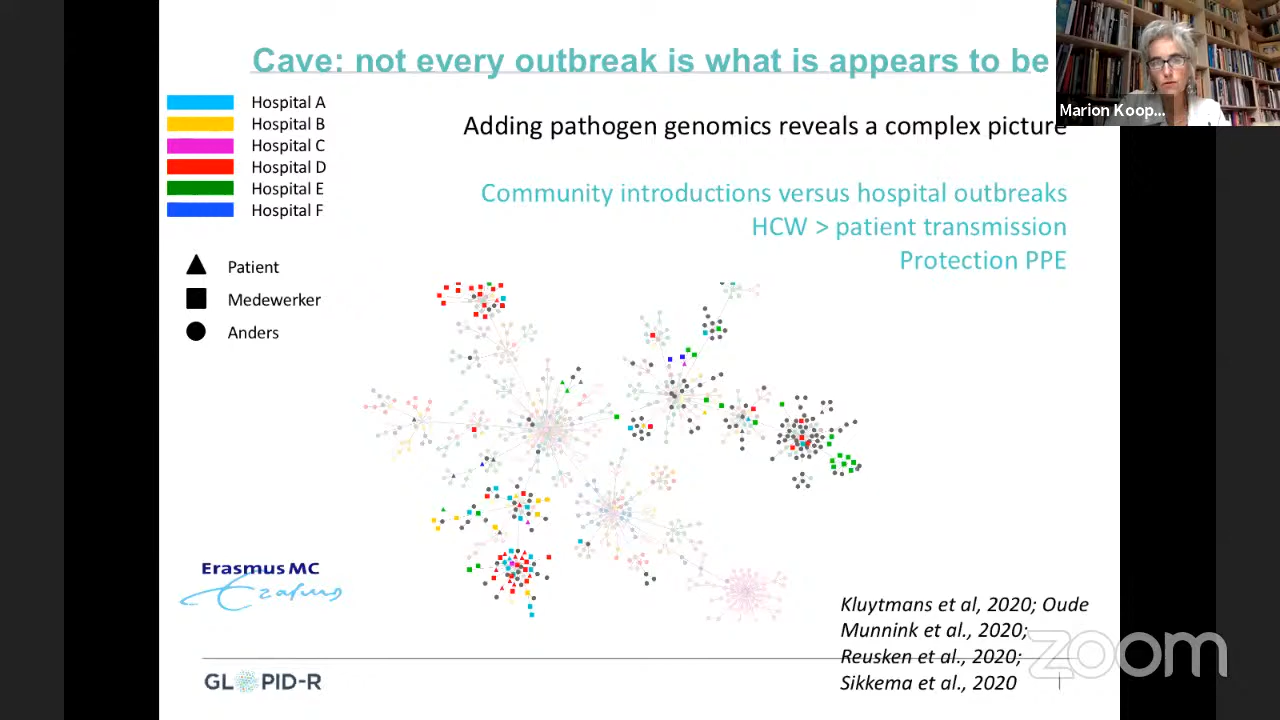 Cave: not every outbreak is what is appears to be
Marion Koop...
Hospital A
Hospital B
Hospital C
Hospital D
Hospital E
Hospital F
Adding pathogen genomics reveals a complex picture
Community introductions versus hospital outbreaks
HCW > patient transmission
Protection PPE
Patient
Medewerker
Anders
Erasmus MC
Erasmus
Kluytmans et al, 2020; Oude
Munnink et al., 2020;
Reusken et al., 2020;
Sikkema et al., 2020
zoom
GLOPID-R